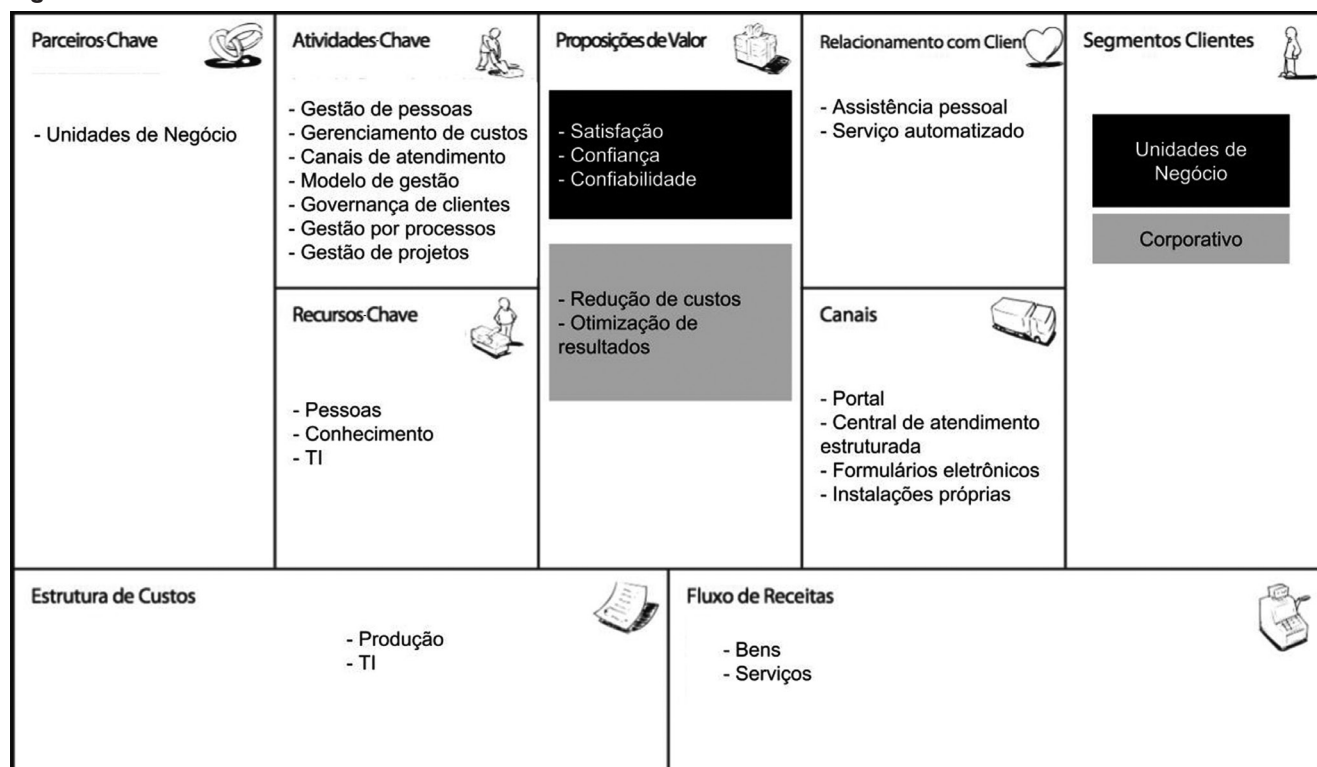 Parceiros-Chave
- Unidades de Negócio
Atividades-Chave
- Gestão de pessoas
- Gerenciamento de custos
- Canais de atendimento
- Modelo de gestão
- Governança de clientes
- Gestão por processos
- Gestão de projetos
Recursos-Chave
- Pessoas
- Conhecimento
- TI
Proposições de Valor
- Satisfação
- Confiança
- Confiabilidade
- Redução de custos
- Otimização de
resultados
Relacionamento com Client
- Assistência pessoal
- Serviço automatizado
Canais
- Portal
- Central de atendimento
estruturada
- Formulários eletrônicos
- Instalações próprias
Segmentos Clientes
Unidades de
Negócio
Corporativo
Estrutura de Custos
- Produção
- TI
Fluxo de Receitas
- Bens
- Serviços